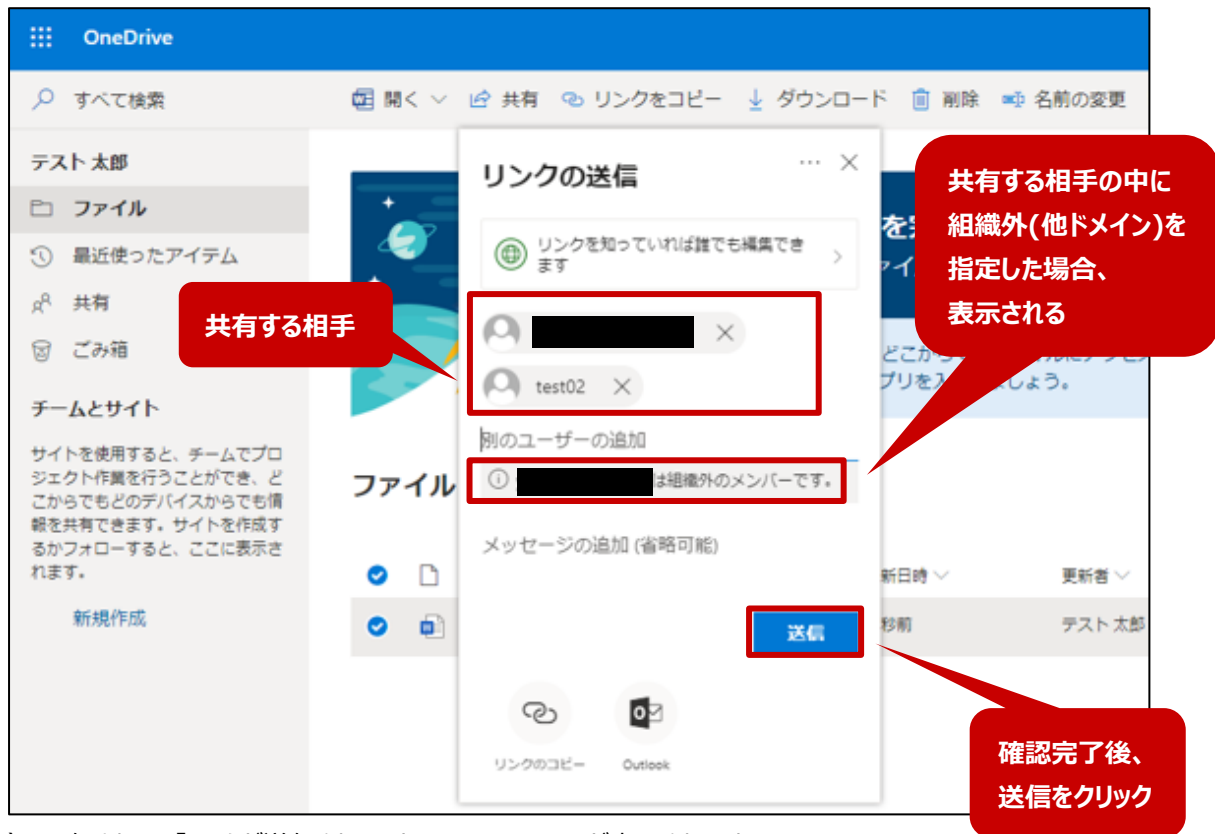 OneDrive
すべて検索
開く
共有
リンクをコピー
ダウンロード
削除
名前の変更
テスト 太郎
ファイル
最近使ったアイテム
共有
ごみ箱
チームとサイト
サイトを使用すると、チームでプロ
ジェクト作業を行うことができ、ど
こからでもどのデバイスからでも情
報を共有できます。サイトを作成す
るかフォローすると、ここに表示さ
れます。
新規作成
共有する相手
リンクの送信
リンクを知っていれば誰でも編集でき
ます
test02
別のユーザーの追加
は組織外のメンバーです。
メッセージの追加 (省略可能)
送信
リンクのコピー
Outlook
共有する相手の中に
組織外(他ドメイン)を
指定した場合、
表示される
どこから
しょう。
ファイル
更新者
秒前
テスト 太郎
確認完了後、
送信をクリック